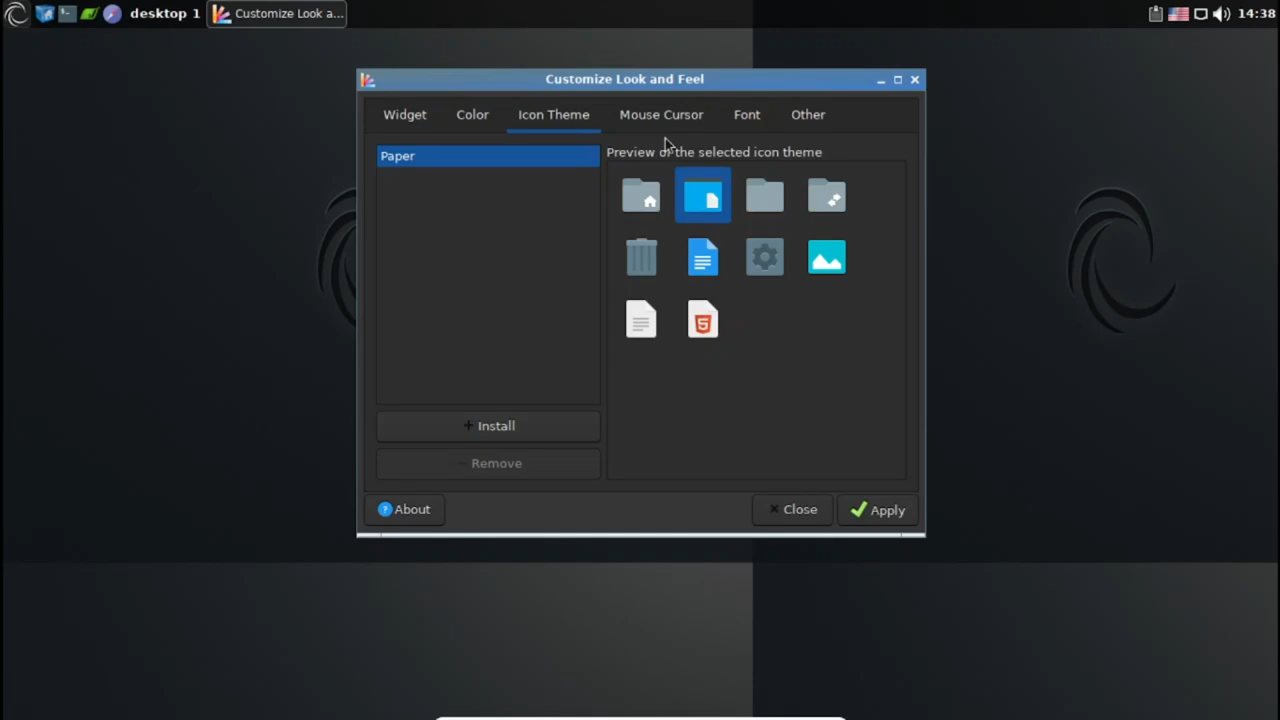 desktop 1 Customize Look a... 14:38
Customize Look and Feel
Widget Color Icon Theme Mouse Cursor Font Other
Paper
Preview of the selected icon theme
Install
Remove
About Close Apply